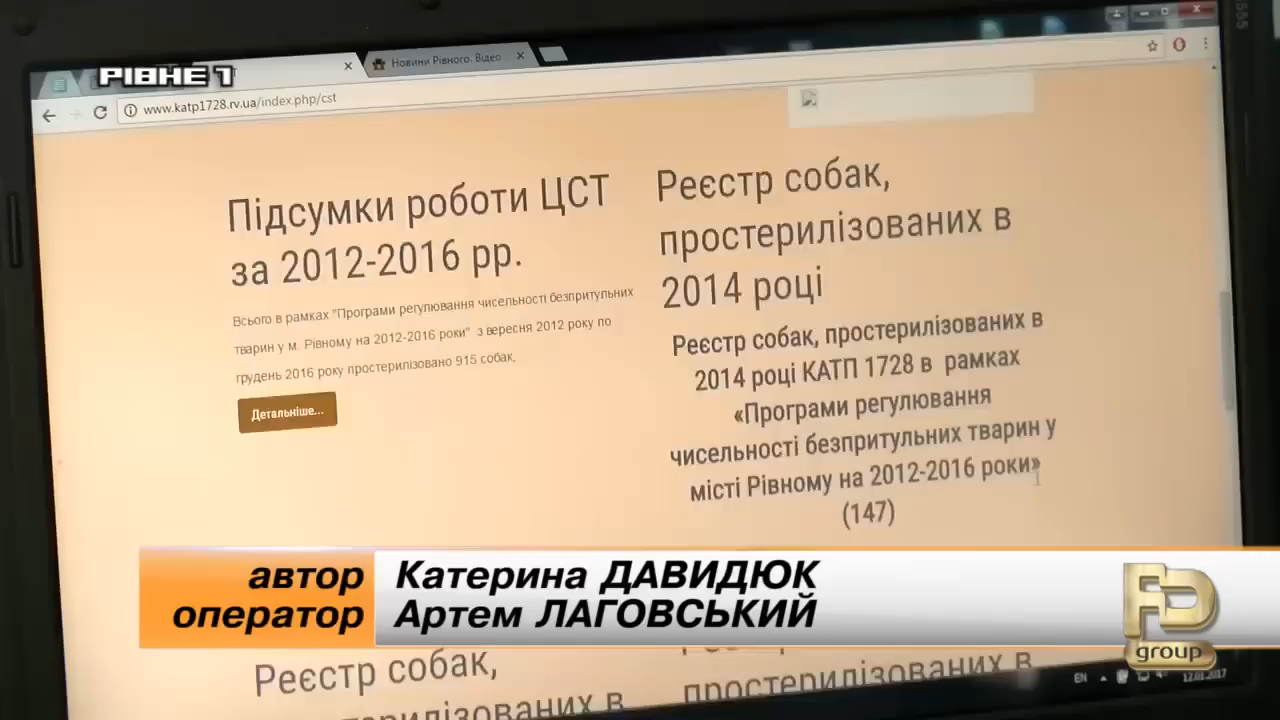 РІВНЕ 1
Новини Рівного. Відео
www.katp1728.rv.ua/index.php/cst
Підсумки роботи ЦСТ
за 2012-2016 рр.
Всього в рамках "Програми регулювання чисельності безпритульних
тварин у м. Рівному на 2012-2016 роки" з вересня 2012 року по
грудень 2016 року простерилізовано 915 собак.
Детальніше...
Реєстр собак,
простерилізованих в
2014 році
Реєстр собак, простерилізованих в
2014 році КАТП 1728 в рамках
«Програми регулювання
чисельності безпритульних тварин у
місті Рівному на 2012-2016 роки»
(147)
автор Катерина ДАВИДЮК
оператор Артем ЛАГОВСЬКИЙ
FD
group
Реєстр собак,
простерилізованих в
EN
12.01.2017